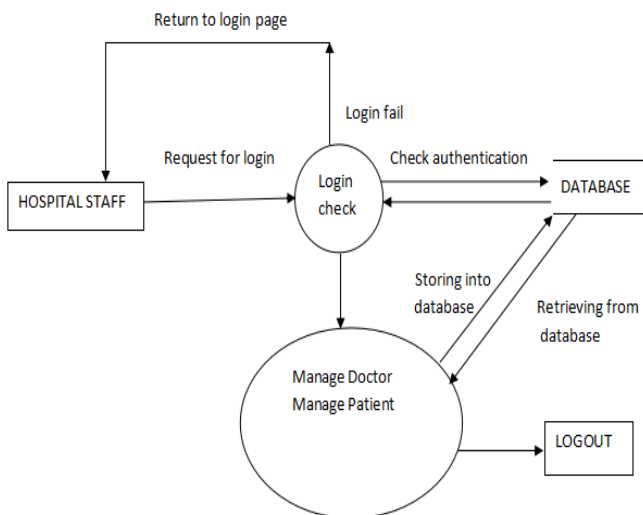 Return to login page
Login fail
Request for login
Check authentication
Login
check
HOSPITAL STAFF
DATABASE
Storing into
database
Retrieving from
database
Manage Doctor
Manage Patient
LOGOUT